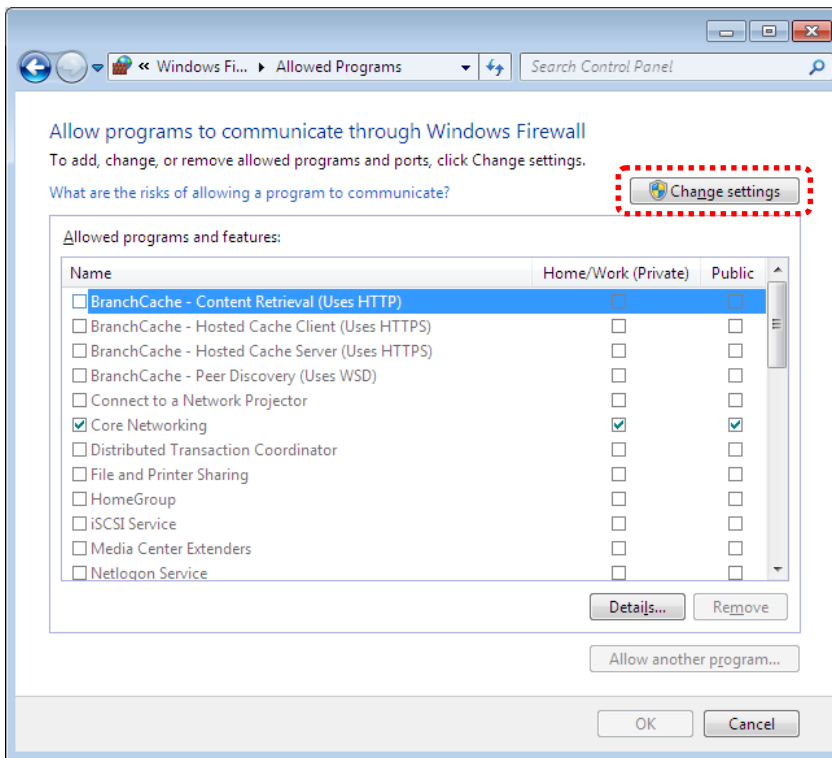 « Windows Fi... ▸ Allowed Programs Search Control Panel
Allow programs to communicate through Windows Firewall
To add, change, or remove allowed programs and ports, click Change settings.
What are the risks of allowing a program to communicate? Change settings
Allowed programs and features:
Name Home/Work (Private) Public
BranchCache - Content Retrieval (Uses HTTP)
BranchCache - Hosted Cache Client (Uses HTTPS)
BranchCache - Hosted Cache Server (Uses HTTPS)
BranchCache - Peer Discovery (Uses WSD)
Connect to a Network Projector
Core Networking
Distributed Transaction Coordinator
File and Printer Sharing
HomeGroup
iSCSI Service
Media Center Extenders
Netlogon Service
Details... Remove
Allow another program...
OK Cancel